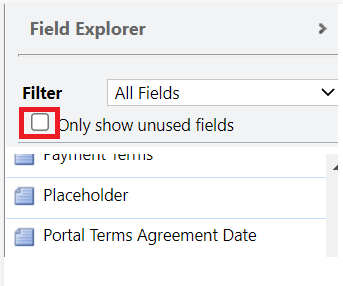 Field Explorer
Filter
All Fields
Only show unused fields
Payment Terms
Placeholder
Portal Terms Agreement Date